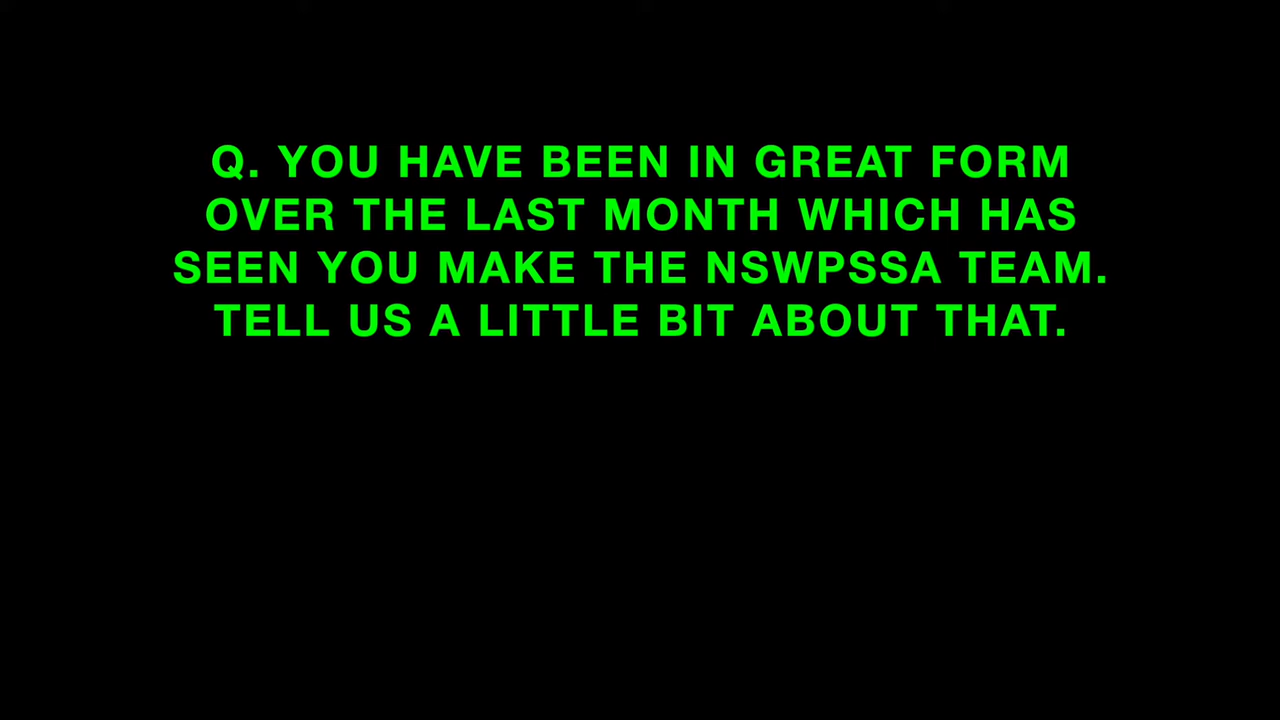 Q. YOU HAVE BEEN IN GREAT FORM
OVER THE LAST MONTH WHICH HAS
SEEN YOU MAKE THE NSWPSSA TEAM.
TELL US A LITTLE BIT ABOUT THAT.